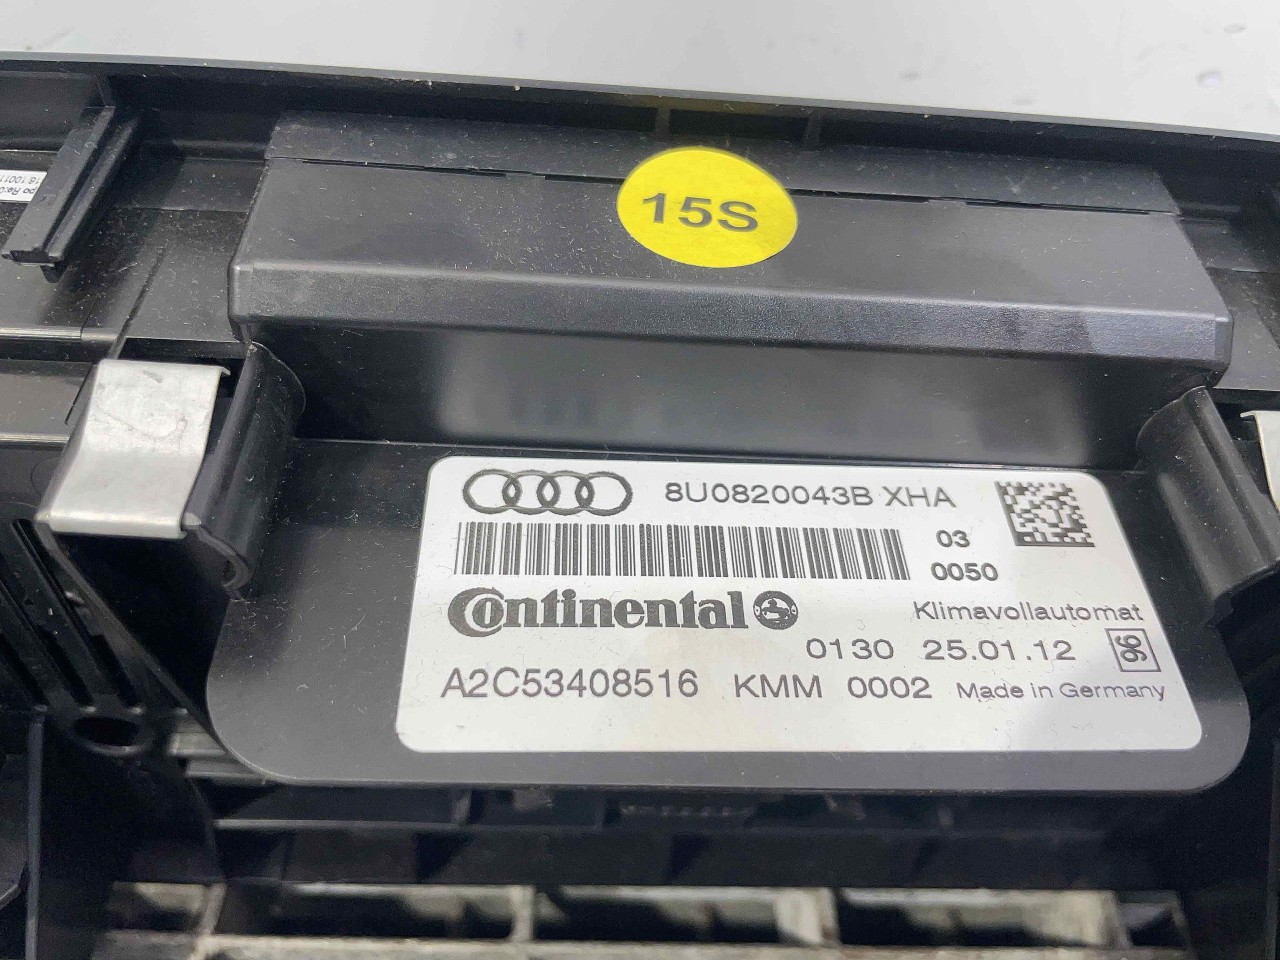 15S
8U0820043B XHA
03
0050
Continental
Klimavollautomat
0130 25.01.12 96
A2C53408516 KMM 0002 Made in Germany